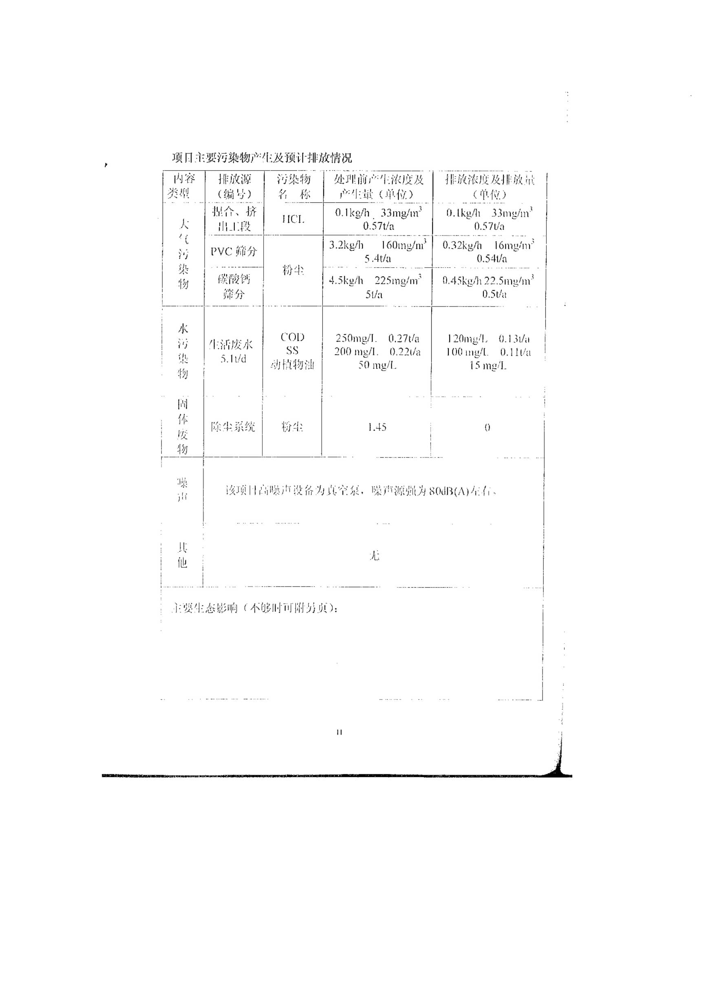 项目主要污染物产生及预计排放情况
内容 排放源 污染物 处理前产生浓度及 排放浓度及排放量
类型 （编号） 名 称 产生量（单位） （单位）
大气污染物
捏合、挤 HCL 0.1kg/h 33mg/m³ 0.1kg/h 33mg/m³
出工段 0.57t/a 0.57t/a
PVC 筛分 粉尘 3.2kg/h 160mg/m³ 0.32kg/h 16mg/m³
5.4t/a 0.54t/a
碳酸钙 4.5kg/h 225mg/m³ 0.45kg/h 22.5mg/m³
筛分 5t/a 0.5t/a
水污染物
生活废水 COD 250mg/L 0.27t/a 120mg/L 0.13t/a
5.1t/d SS 200 mg/L 0.22t/a 100 mg/L 0.11t/a
动植物油 50 mg/L 15 mg/L
固体废物
除尘系统 粉尘 1.45 0
噪声
该项目高噪声设备为真空泵，噪声源强为 80dB(A)左右。
其他
无
主要生态影响（不够时可附另页）：
11